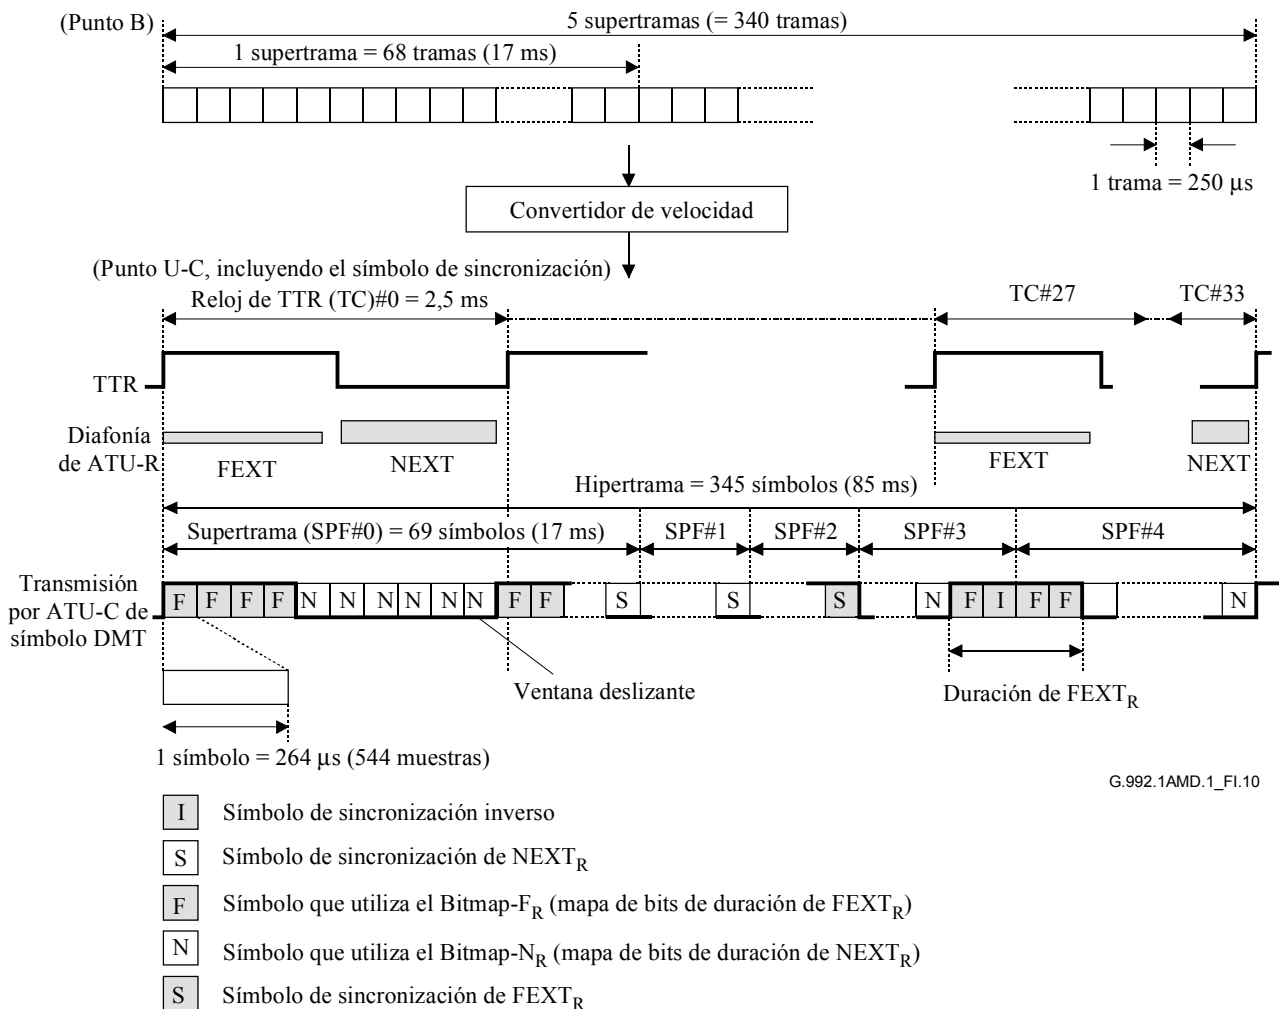 (Punto B)
5 supertramas (= 340 tramas)
1 supertrama = 68 tramas (17 ms)
1 trama = 250 μs
Convertidor de velocidad
(Punto U-C, incluyendo el símbolo de sincronización)
Reloj de TTR (TC)#0 = 2,5 ms
TC#27
TC#33
TTR
Diafonía
de ATU-R
FEXT
NEXT
FEXT
NEXT
Hipertrama = 345 símbolos (85 ms)
Supertrama (SPF#0) = 69 símbolos (17 ms)
SPF#1
SPF#2
SPF#3
SPF#4
Transmisión
por ATU-C de
símbolo DMT
F F F F N N N N N N F F S S S N F I F F N
Ventana deslizante
Duración de FEXT_R
1 símbolo = 264 μs (544 muestras)
G.992.1AMD.1_FI.10
I Símbolo de sincronización inverso
S Símbolo de sincronización de NEXT_R
F Símbolo que utiliza el Bitmap-F_R (mapa de bits de duración de FEXT_R)
N Símbolo que utiliza el Bitmap-N_R (mapa de bits de duración de NEXT_R)
S Símbolo de sincronización de FEXT_R